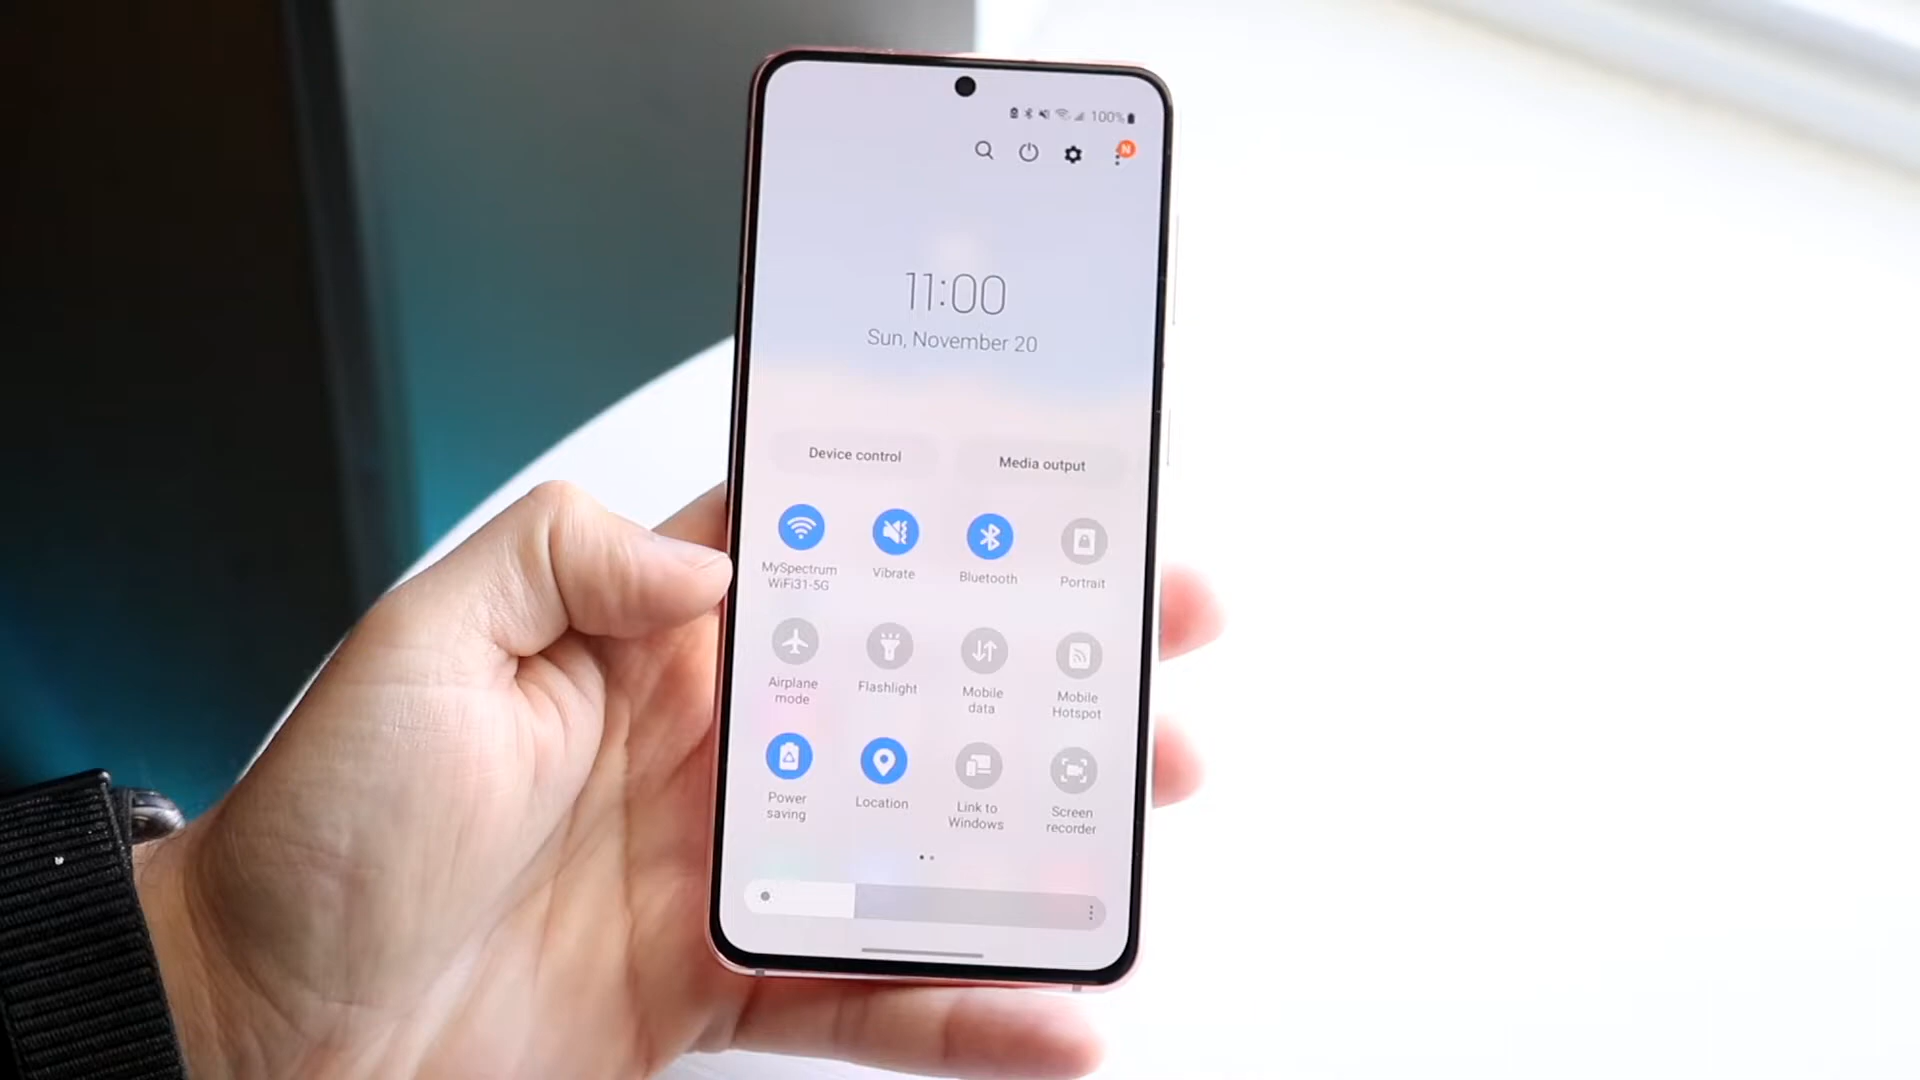 100%
N
11:00
Sun, November 20
Device control
Media output
MySpectrum
WiFi31-5G
Vibrate
Bluetooth
Portrait
Airplane
mode
Flashlight
Mobile
data
Mobile
Hotspot
Power
saving
Location
Link to
Windows
Screen
recorder